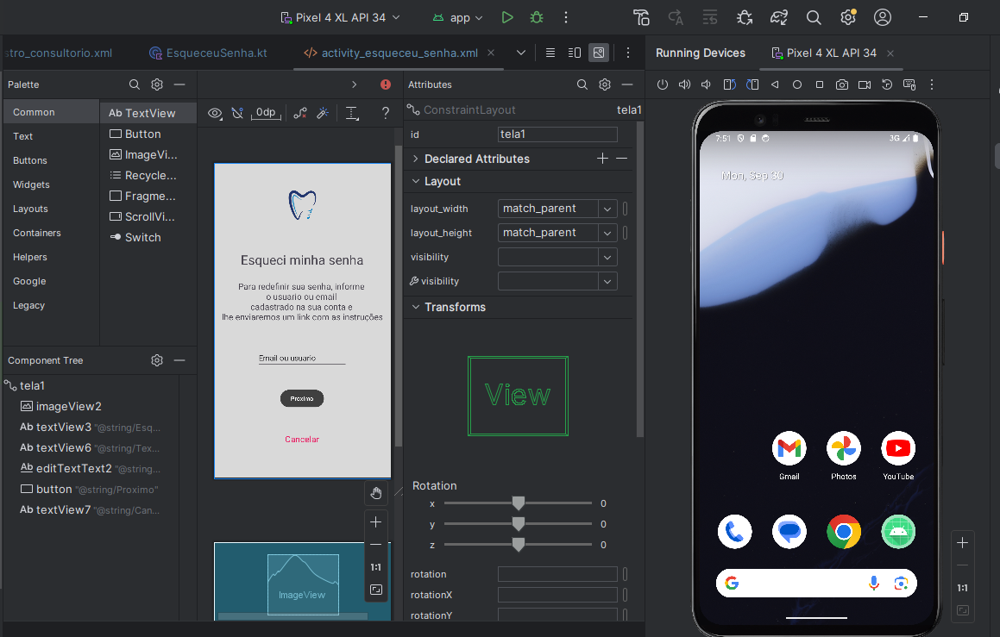 Pixel 4 XL API 34
app
stro_consultorio.xml
EsqueceuSenha.kt
activity_esqueceu_senha.xml
Running Devices
Pixel 4 XL API 34
Palette
Common
Text
Buttons
Widgets
Layouts
Containers
Helpers
Google
Legacy
Ab TextView
Button
ImageVi...
Recycle...
Fragme...
ScrollVi...
Switch
0dp
?
Esqueci minha senha
Para redefinir sua senha, informe
o usuario ou email
cadastrado na sua conta e
lhe enviaremos um link com as instruções
Email ou usuario
Proximo
Cancelar
ImageView
1:1
Component Tree
tela1
imageView2
Ab textView3 "@string/Esq...
Ab textView6 "@string/Tex...
Ab editTextText2 "@string...
button "@string/Proximo"
Ab textView7 "@string/Can...
Attributes
ConstraintLayout tela1
id tela1
Declared Attributes
Layout
layout_width match_parent
layout_height match_parent
visibility
visibility
Transforms
View
Rotation
x 0
y 0
z 0
rotation
rotationX
rotationY
7:51
3G
Mon, Sep 30
Gmail
Photos
YouTube
1:1